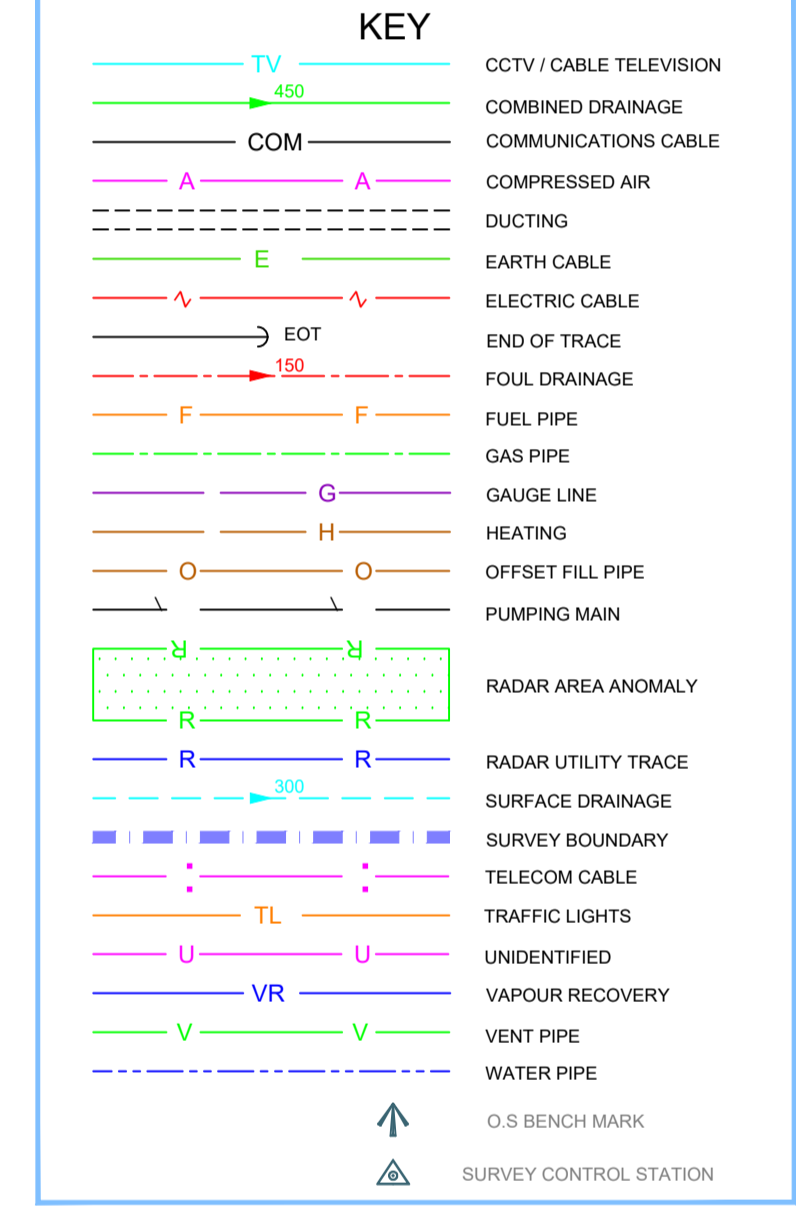 KEY
TV CCTV / CABLE TELEVISION
450 COMBINED DRAINAGE
COM COMMUNICATIONS CABLE
A A COMPRESSED AIR
DUCTING
E EARTH CABLE
ELECTRIC CABLE
EOT END OF TRACE
150 FOUL DRAINAGE
F F FUEL PIPE
GAS PIPE
G GAUGE LINE
H HEATING
O O OFFSET FILL PIPE
PUMPING MAIN
R R
RADAR AREA ANOMALY
R R
R R RADAR UTILITY TRACE
300 SURFACE DRAINAGE
SURVEY BOUNDARY
TELECOM CABLE
TL TRAFFIC LIGHTS
U U UNIDENTIFIED
VR VAPOUR RECOVERY
V V VENT PIPE
WATER PIPE
O.S BENCH MARK
SURVEY CONTROL STATION